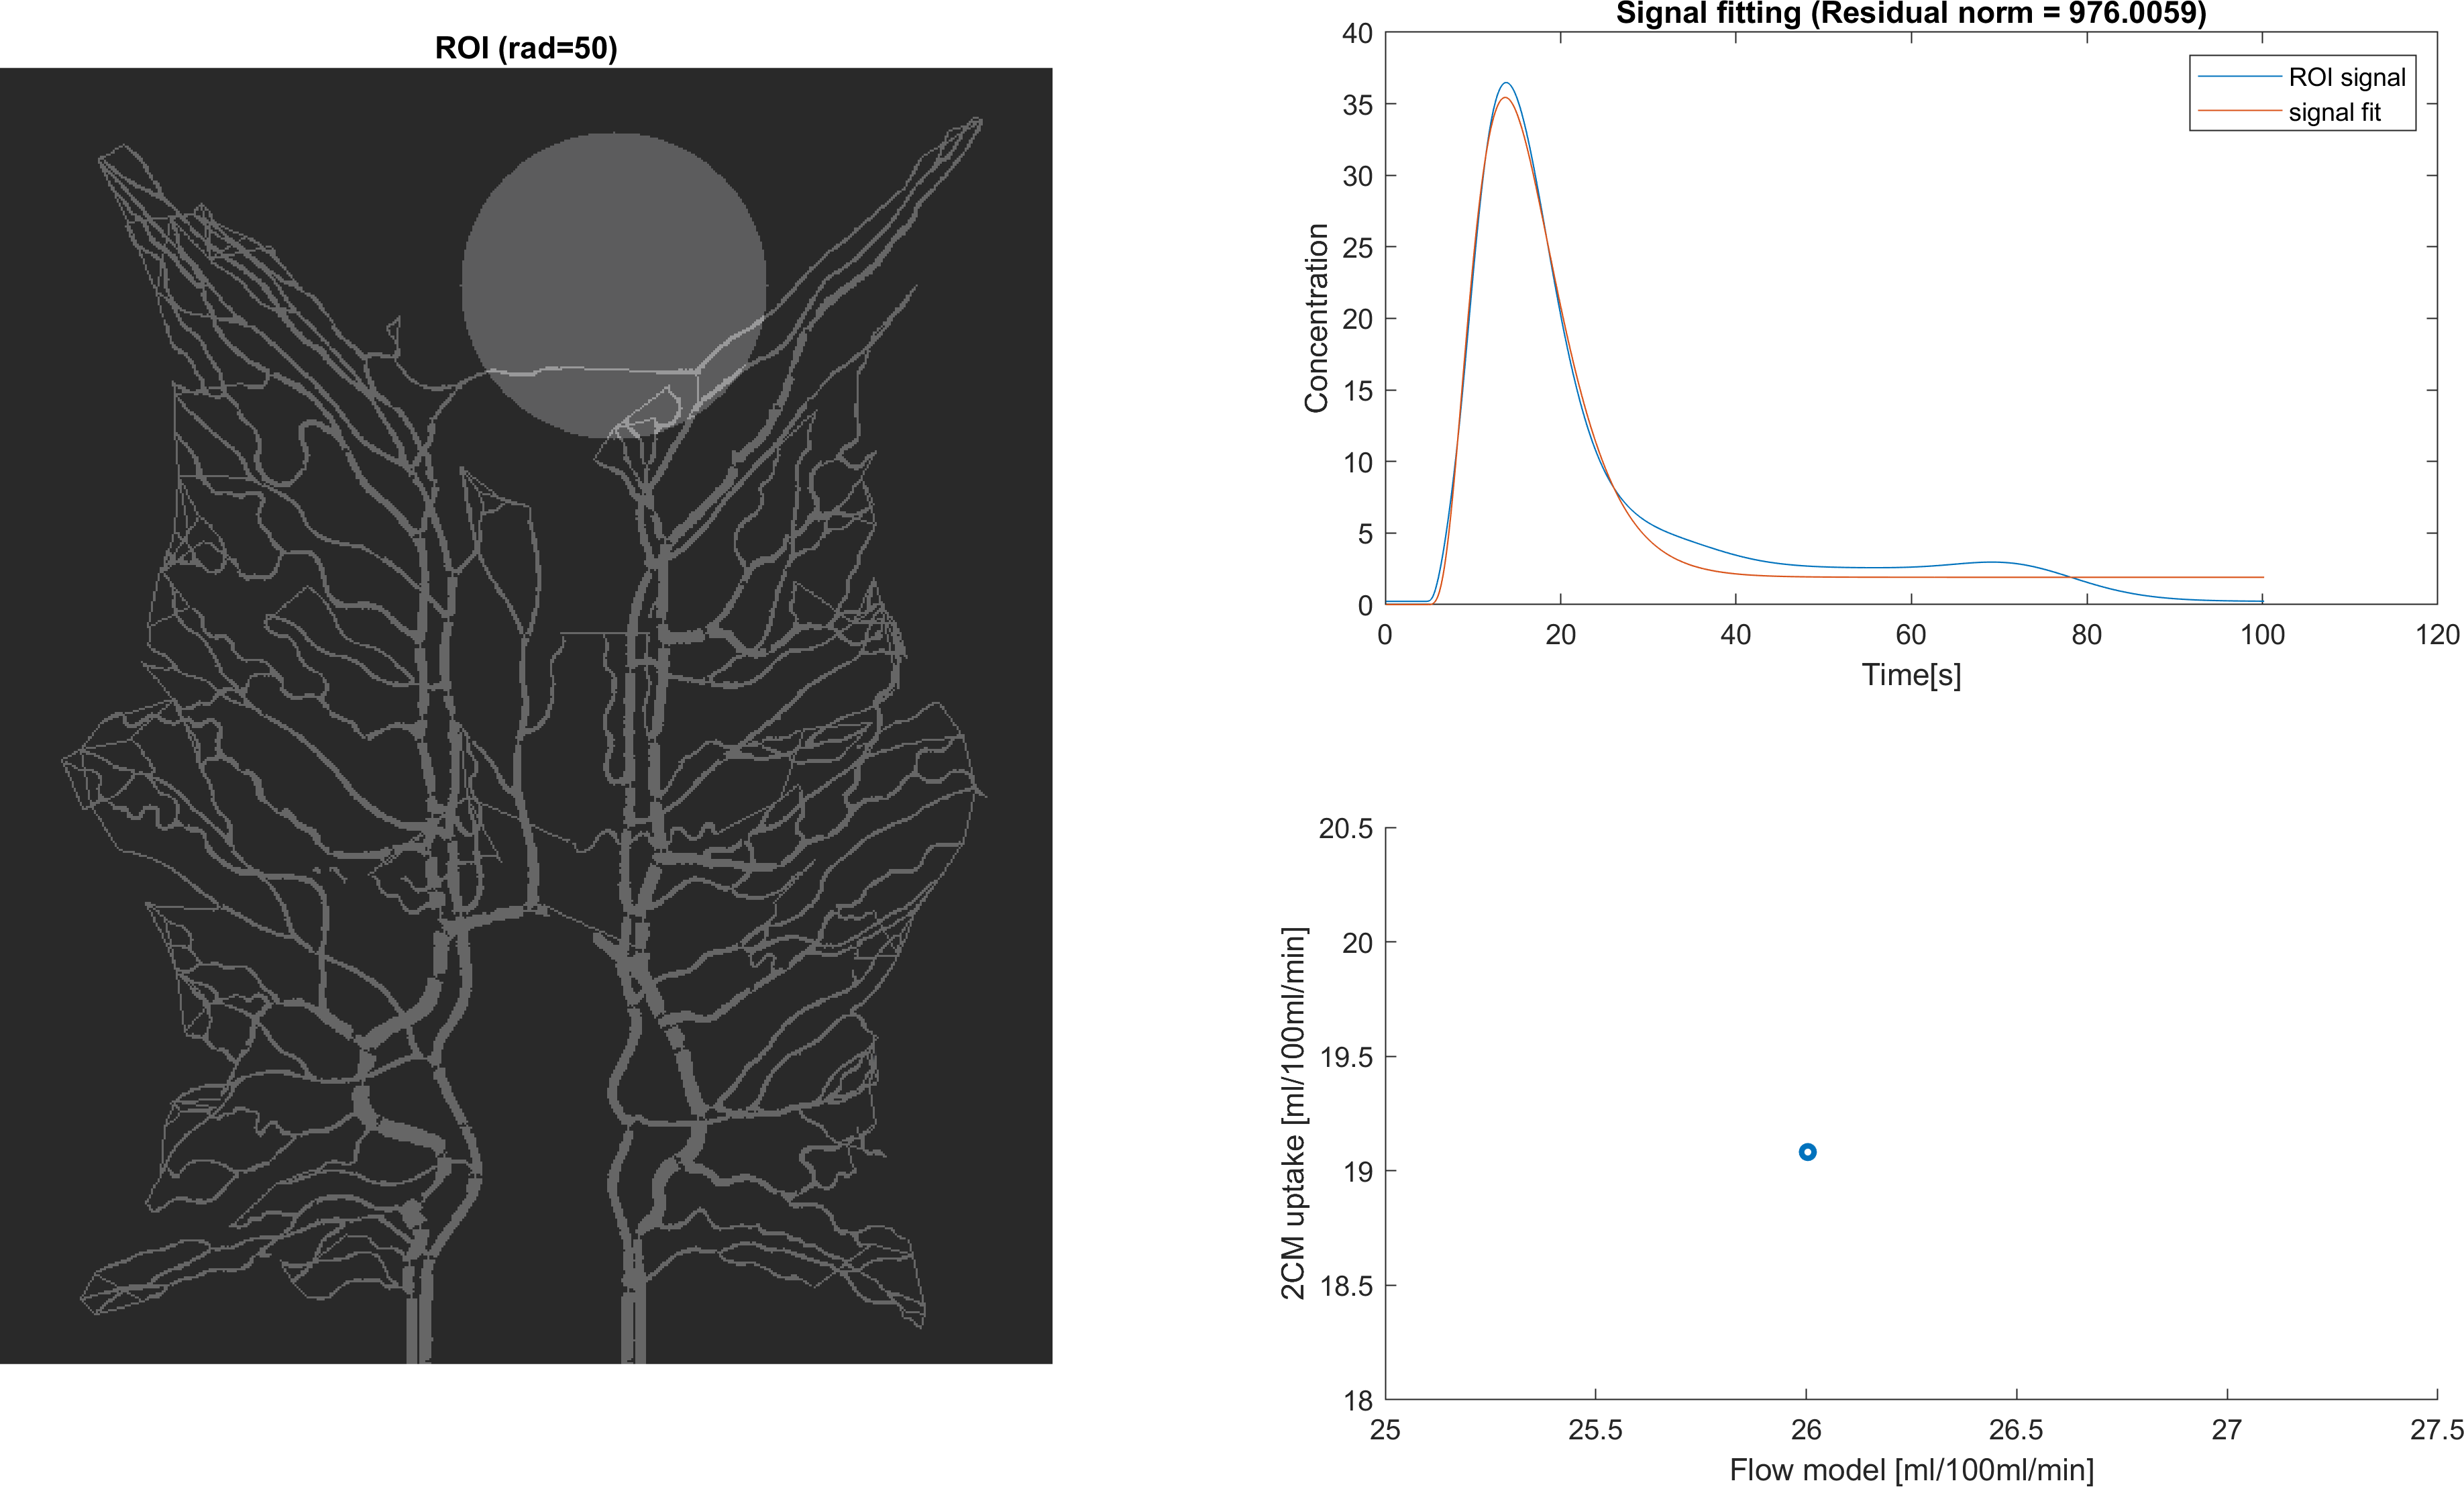 ROI (rad=50)
Signal fitting (Residual norm = 976.0059)
40
35
30
25
20
15
10
5
0
Concentration
ROI signal
signal fit
0 20 40 60 80 100 120
Time[s]
20.5
20
19.5
19
18.5
18
2CM uptake [ml/100ml/min]
25 25.5 26 26.5 27 27.5
Flow model [ml/100ml/min]